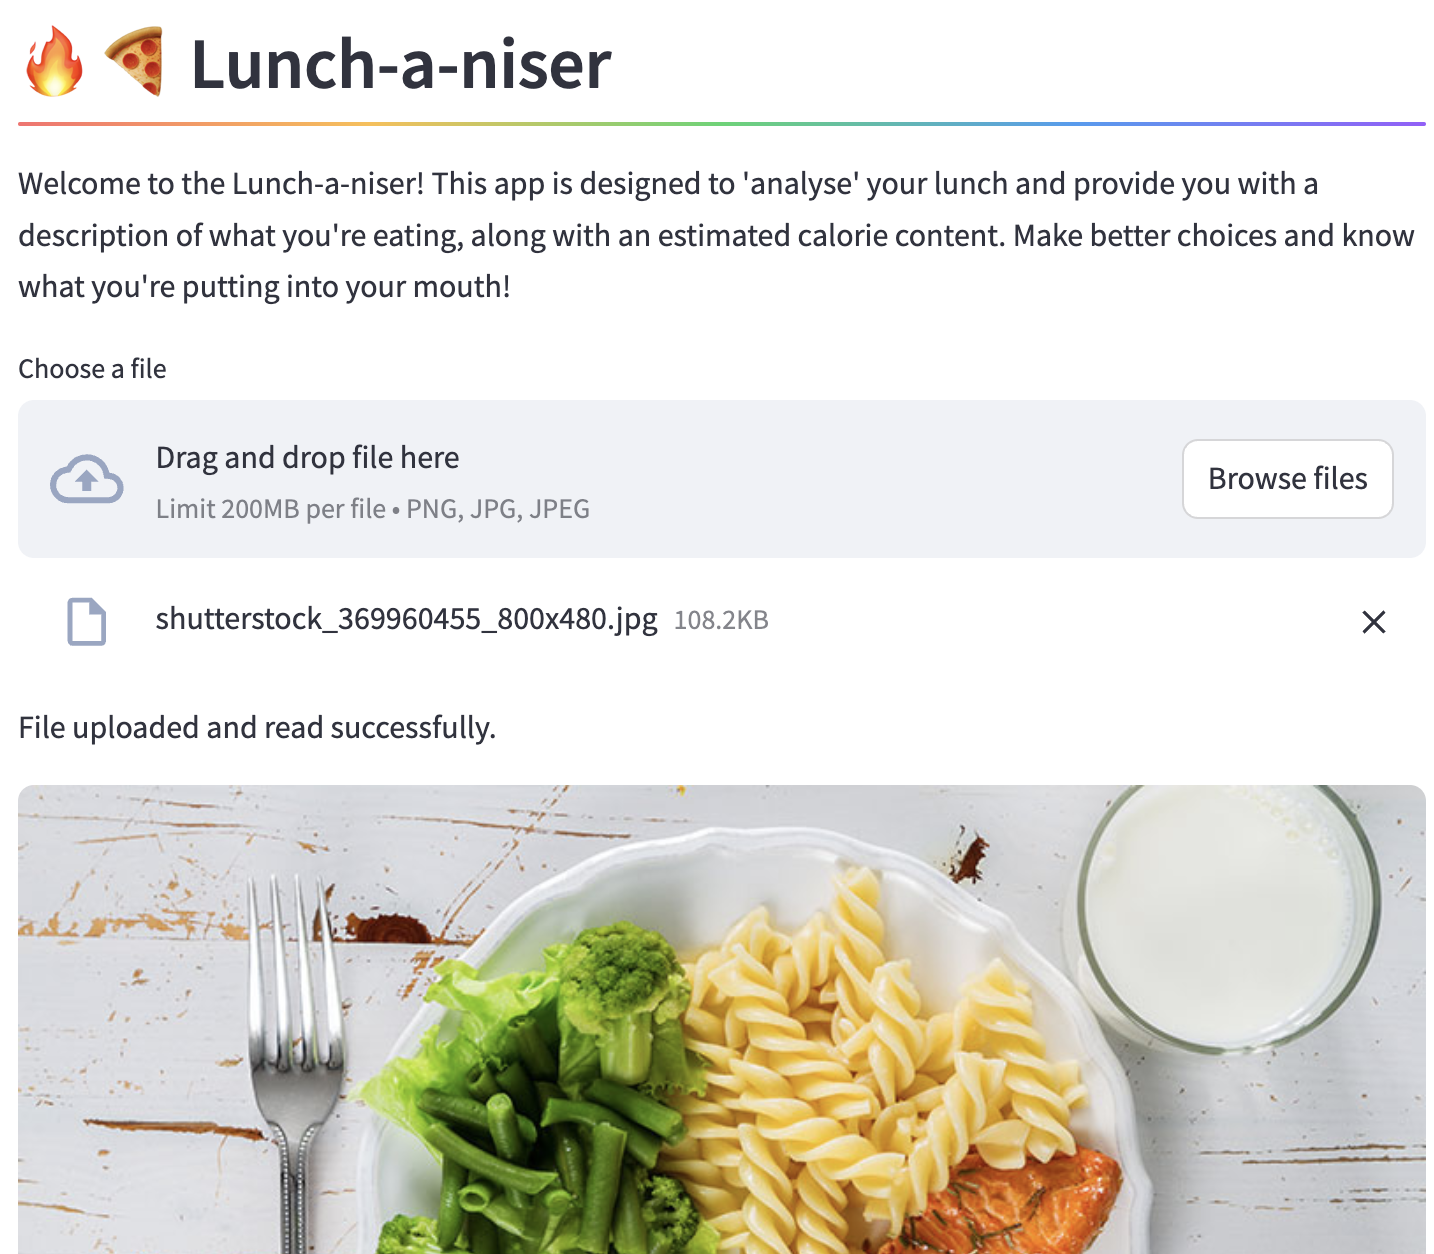 Lunch-a-niser
Welcome to the Lunch-a-niser! This app is designed to 'analyse' your lunch and provide you with a
description of what you're eating, along with an estimated calorie content. Make better choices and know
what you're putting into your mouth!
Choose a file
Drag and drop file here
Limit 200MB per file • PNG, JPG, JPEG
Browse files
shutterstock_369960455_800x480.jpg 108.2KB
File uploaded and read successfully.